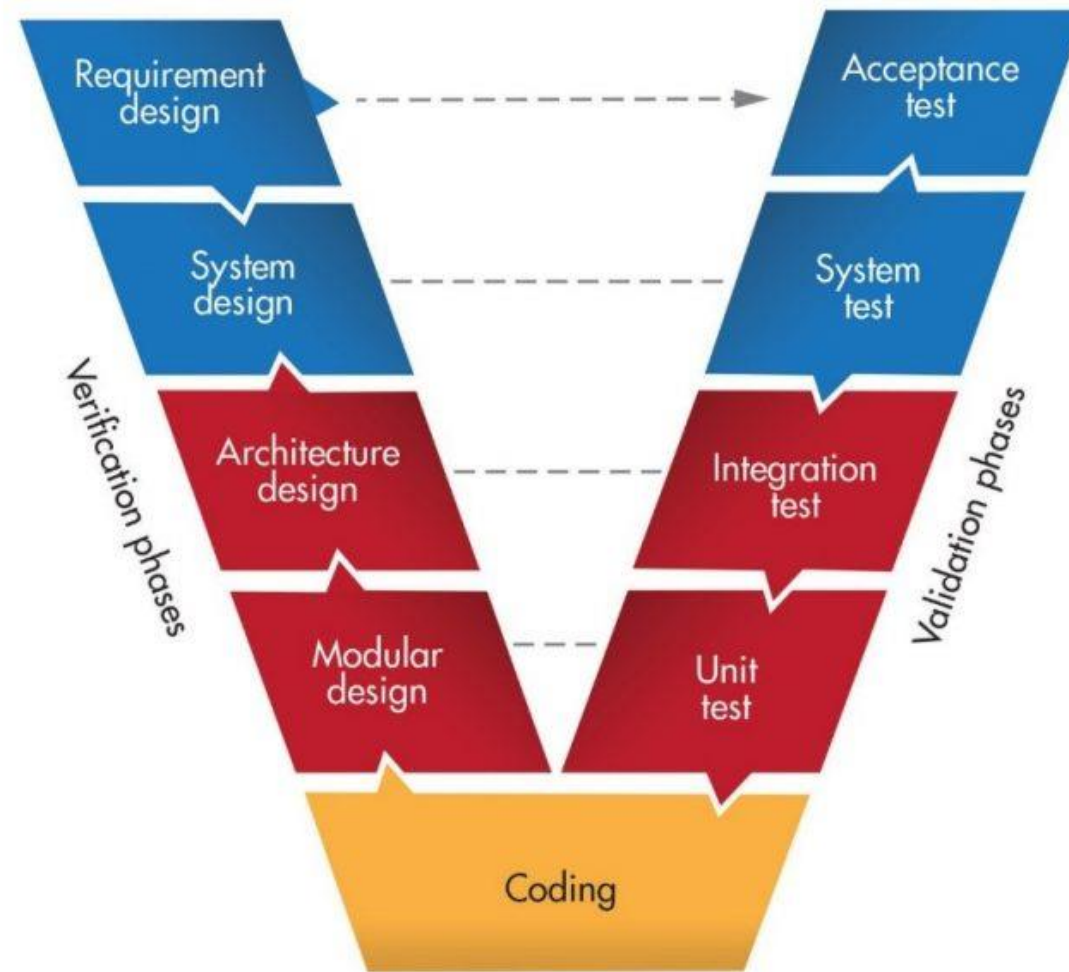 Requirement
design
Acceptance
test
System
design
System
test
Architecture
design
Integration
test
Modular
design
Unit
test
Coding
Verification phases
Validation phases